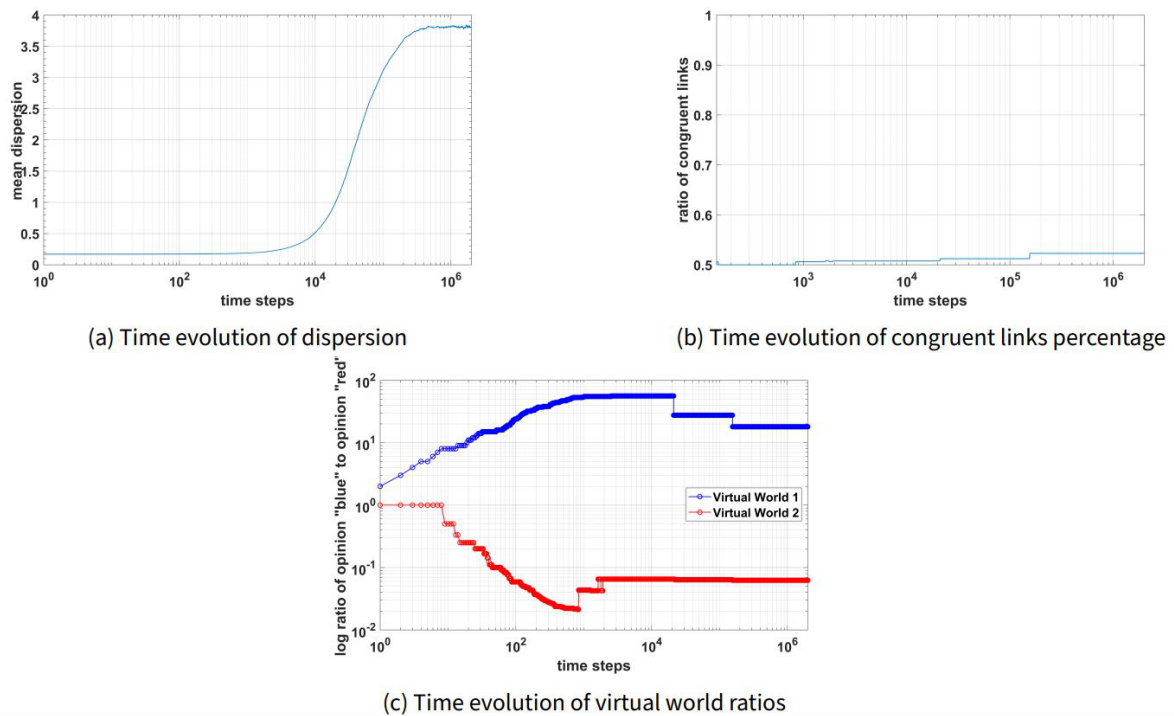 4
3.5
3
2.5
2
1.5
1
0.5
0
mean dispersion
10^0
10^2
10^4
10^6
time steps
(a) Time evolution of dispersion
1
0.9
0.8
0.7
0.6
0.5
ratio of congruent links
10^3
10^4
10^5
10^6
time steps
(b) Time evolution of congruent links percentage
log ratio of opinion "blue" to opinion "red"
10^2
10^1
10^0
10^-1
10^-2
Virtual World 1
Virtual World 2
10^0
10^2
10^4
10^6
time steps
(c) Time evolution of virtual world ratios